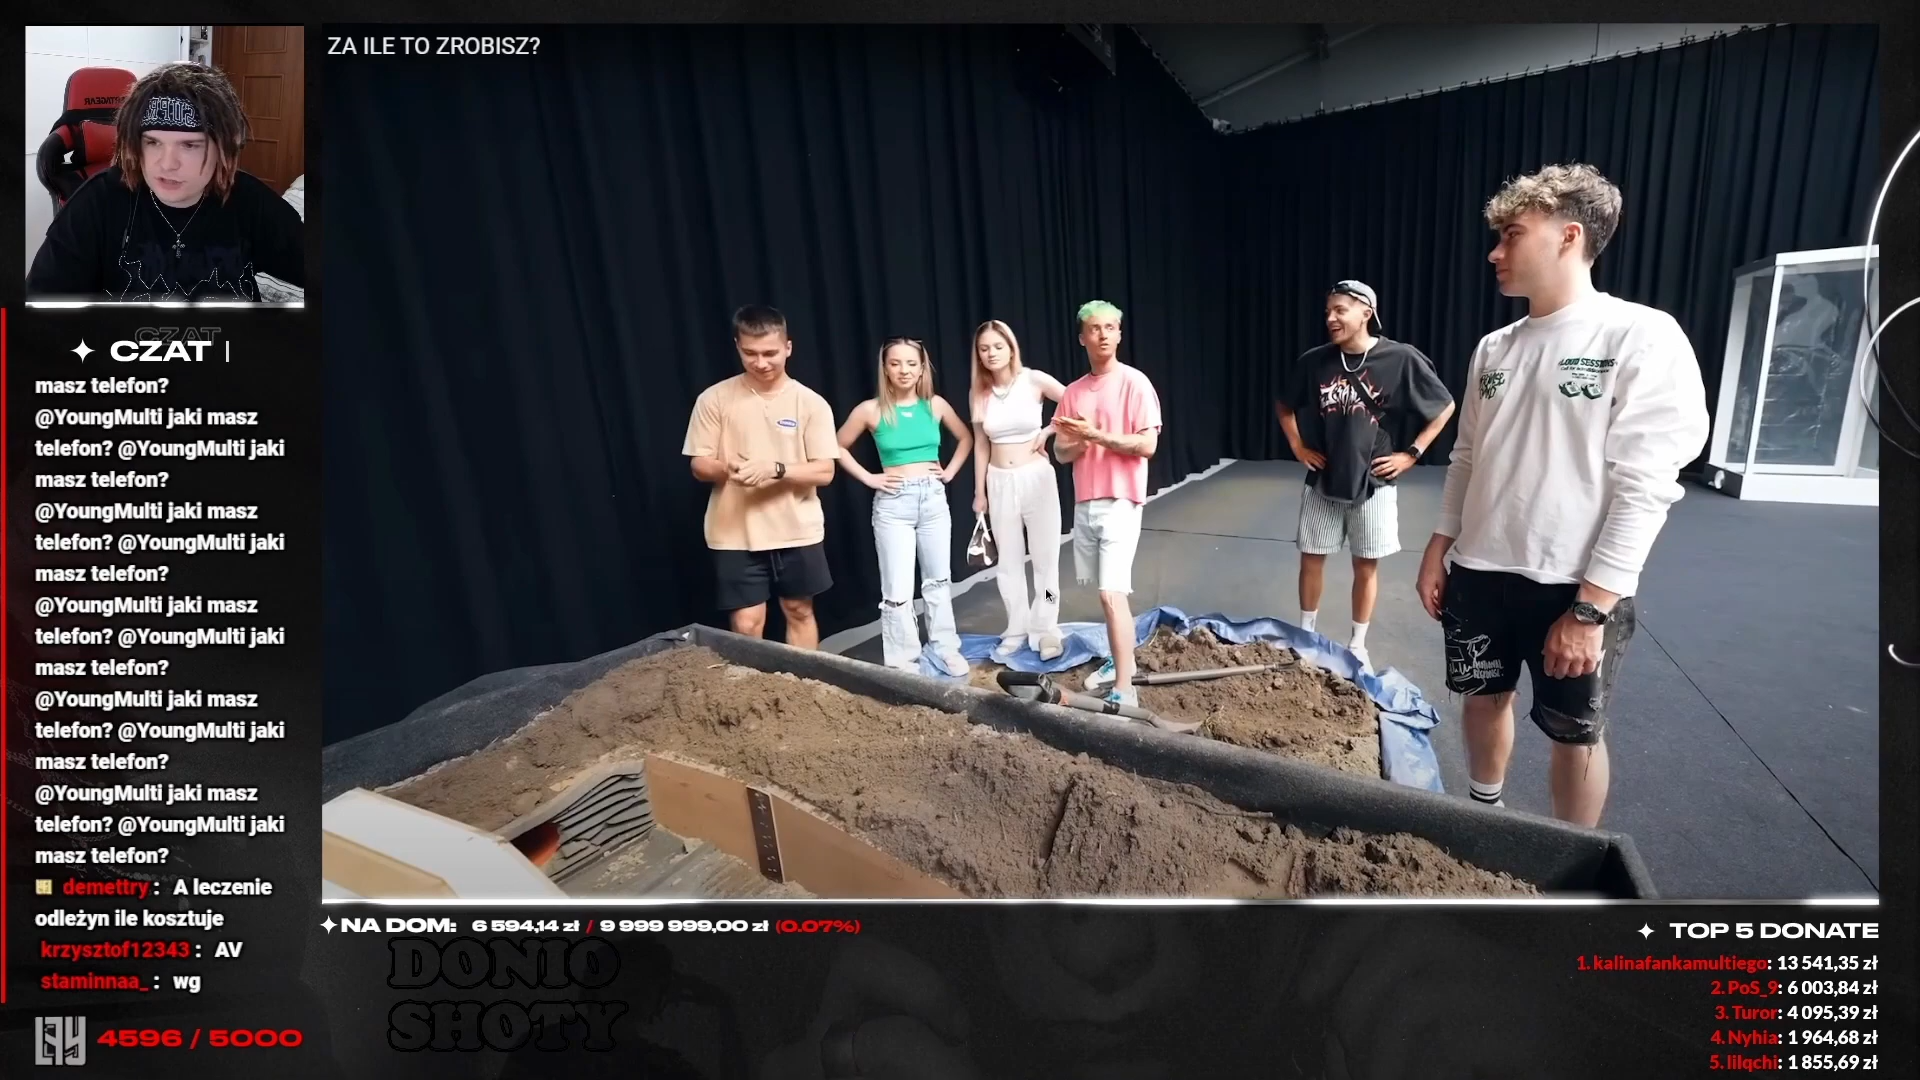 ZA ILE TO ZROBISZ?
CZAT
CZAT
masz telefon?
@YoungMulti jaki masz
telefon? @YoungMulti jaki
masz telefon?
@YoungMulti jaki masz
telefon? @YoungMulti jaki
masz telefon?
@YoungMulti jaki masz
telefon? @YoungMulti jaki
masz telefon?
@YoungMulti jaki masz
telefon? @YoungMulti jaki
masz telefon?
@YoungMulti jaki masz
telefon? @YoungMulti jaki
masz telefon?
demettry : A leczenie
odleżyn ile kosztuje
krzysztof12343 : AV
staminnaa_ : wg
4596 / 5000
NA DOM: 6 594,14 zł / 9 999 999,00 zł (0.07%)
DONIO
SHOTY
TOP 5 DONATE
1. kalinafankamultiego: 13 541,35 zł
2. PoS_9: 6 003,84 zł
3. Turor: 4 095,39 zł
4. Nyhia: 1 964,68 zł
5. lilqchi: 1 855,69 zł